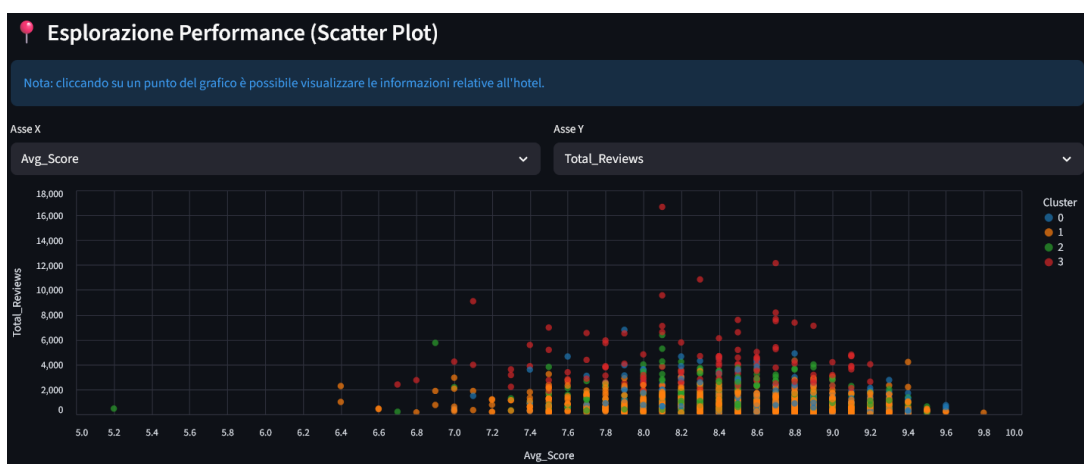 📍 Esplorazione Performance (Scatter Plot)
Nota: cliccando su un punto del grafico è possibile visualizzare le informazioni relative all'hotel.
Asse X
Asse Y
Avg_Score
Total_Reviews
18,000
16,000
14,000
12,000
10,000
8,000
6,000
4,000
2,000
0
Total_Reviews
5.0 5.2 5.4 5.6 5.8 6.0 6.2 6.4 6.6 6.8 7.0 7.2 7.4 7.6 7.8 8.0 8.2 8.4 8.6 8.8 9.0 9.2 9.4 9.6 9.8 10.0
Avg_Score
Cluster
0
1
2
3